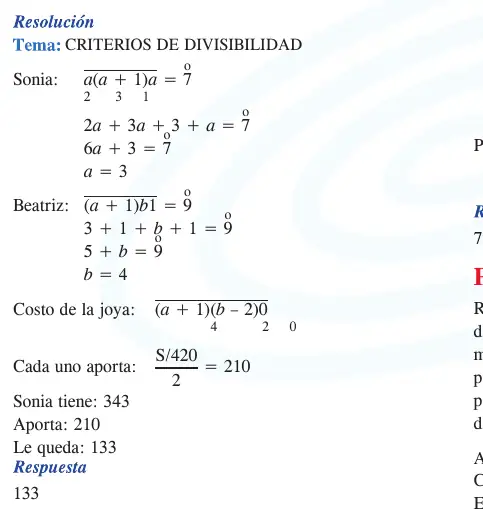 Resolución
Tema: CRITERIOS DE DIVISIBILIDAD
Sonia: a(a + 1)a = 7
2 3 1
2a + 3a + 3 + a = 7
6a + 3 = 7
a = 3
Beatriz: (a + 1)b1 = 9
3 + 1 + b + 1 = 9
5 + b = 9
b = 4
Costo de la joya: (a + 1)(b – 2)0
4 2 0
Cada uno aporta: S/420
2
= 210
Sonia tiene: 343
Aporta: 210
Le queda: 133
Respuesta
133
P
R
7
R
d
m
p
p
d
A
C
E